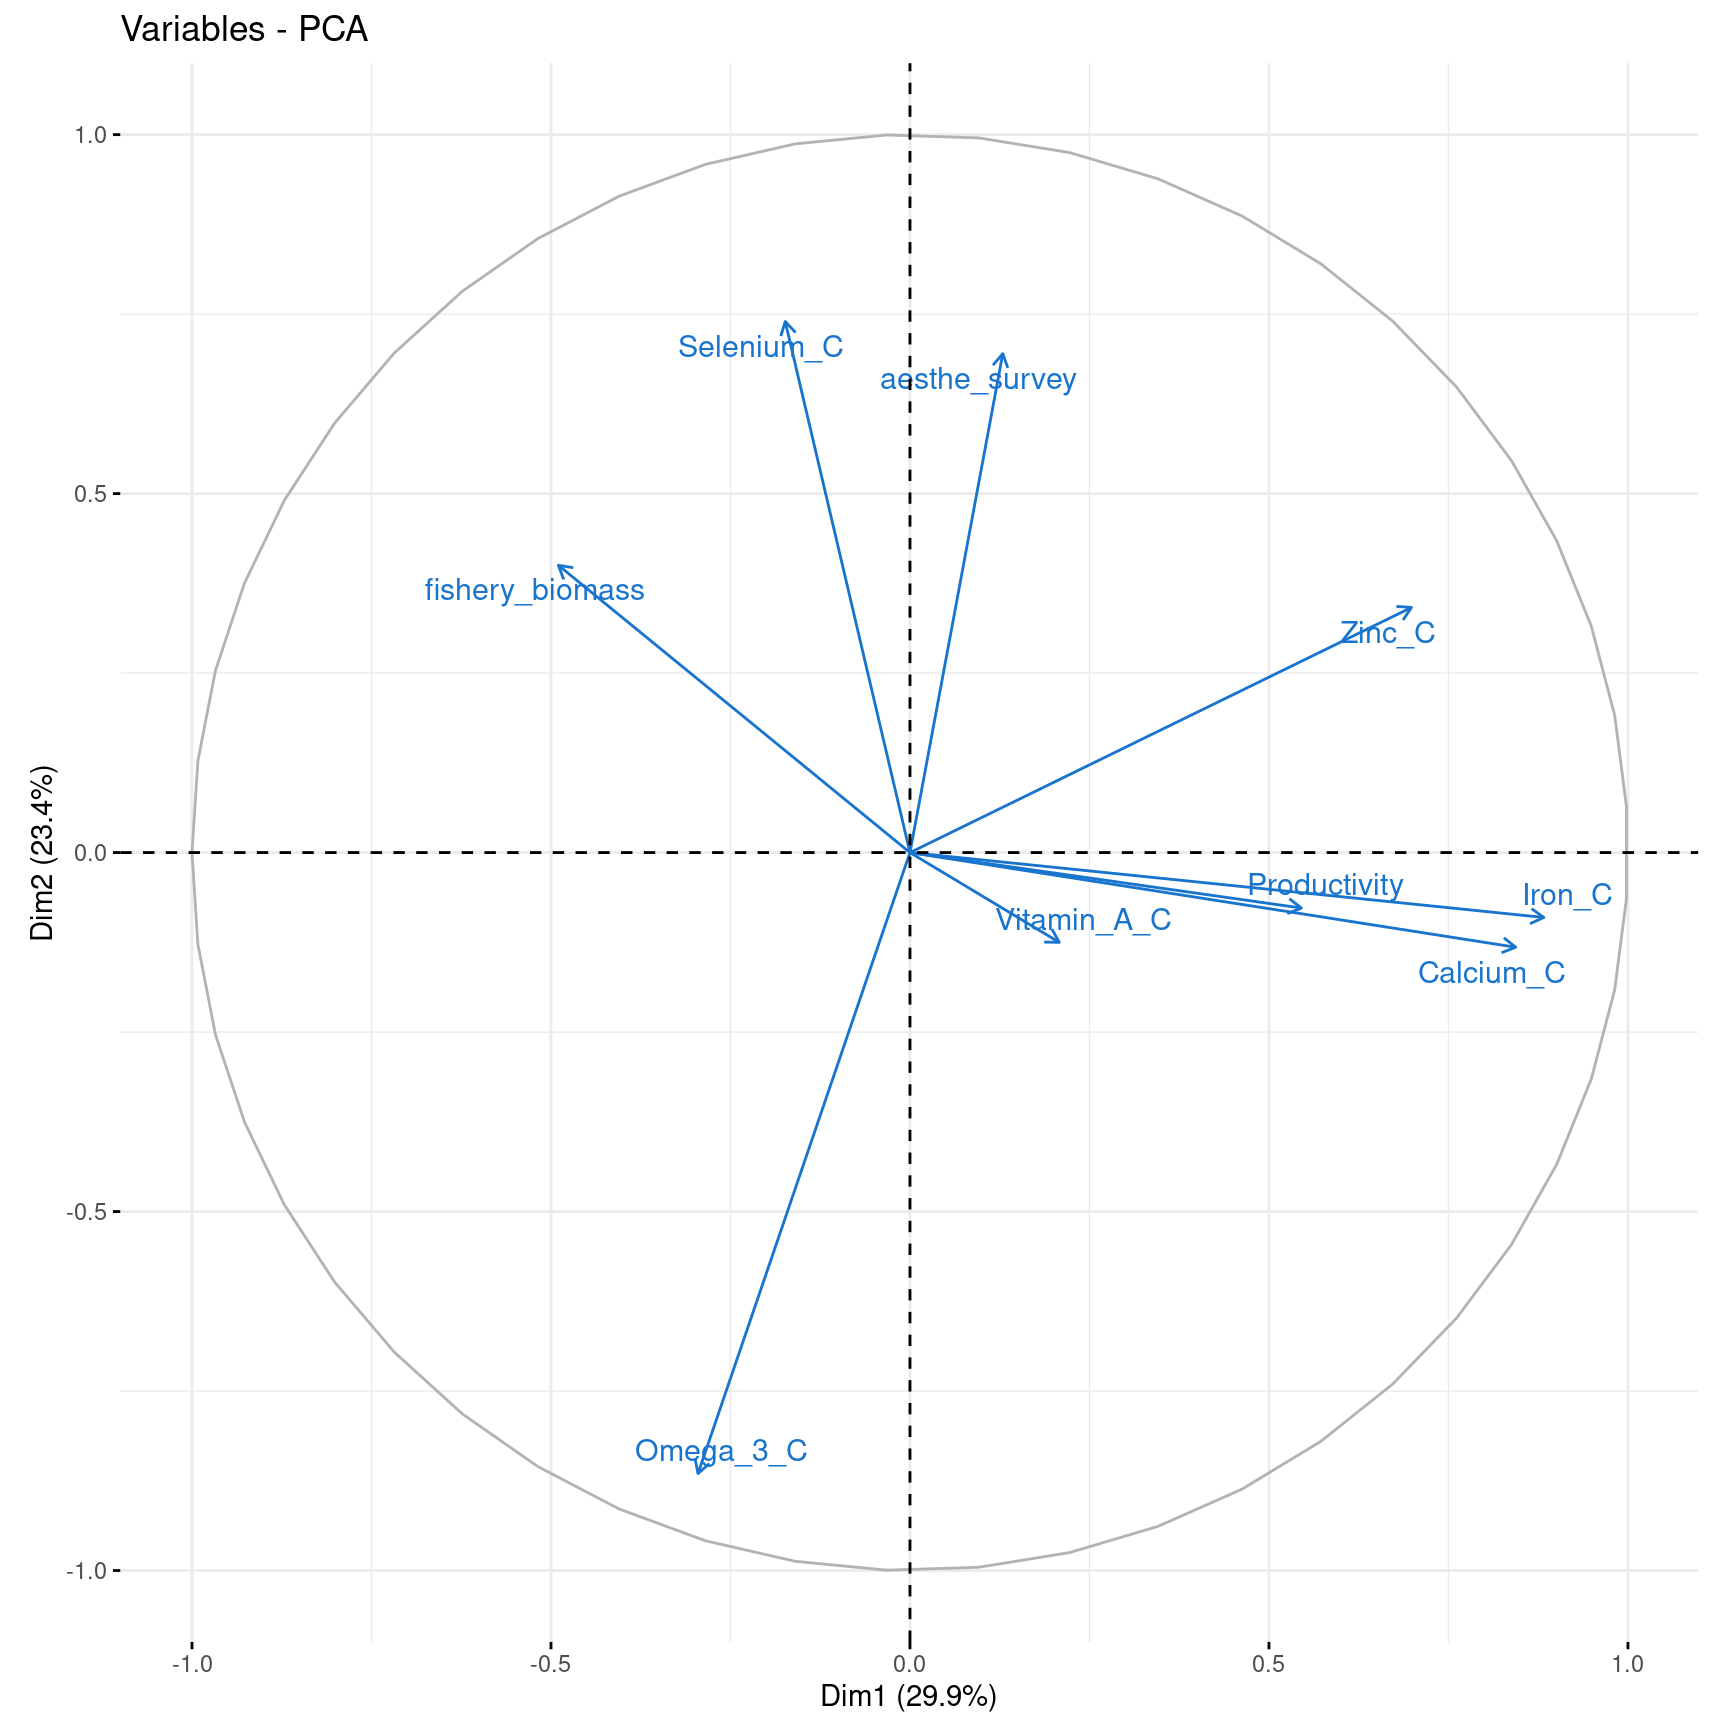 Variables - PCA
1.0
Selenium_C
aesthe_survey
0.5
fishery_biomass
Zinc_C
Dim2 (23.4%)
0.0
Productivity
Iron_C
Vitamin_A_C
Calcium_C
-0.5
Omega_3_C
-1.0
-1.0
-0.5
0.0
0.5
1.0
Dim1 (29.9%)